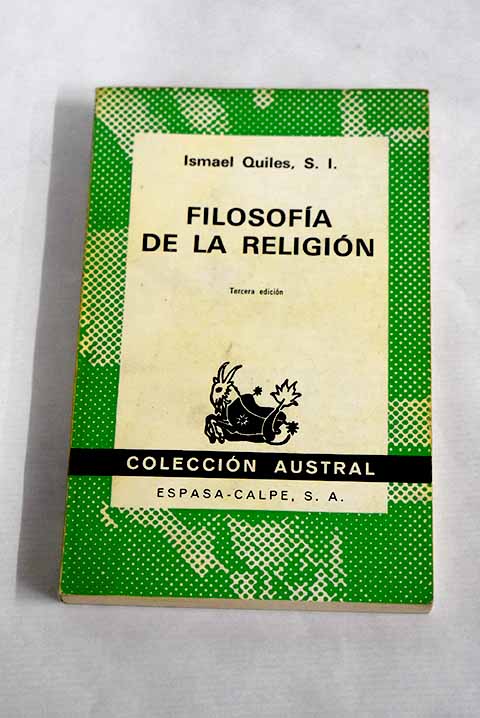 Ismael Quiles, S. I.
FILOSOFÍA
DE LA RELIGIÓN
Tercera edición
COLECCIÓN AUSTRAL
ESPASA-CALPE, S. A.